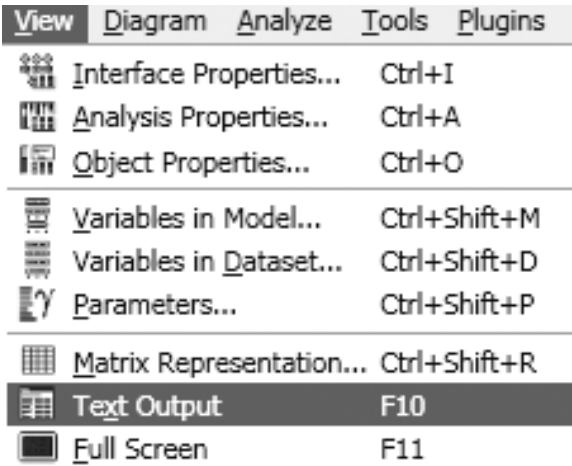 View Diagram Analyze Tools Plugins
Interface Properties... Ctrl+I
Analysis Properties... Ctrl+A
Object Properties... Ctrl+O
Variables in Model... Ctrl+Shift+M
Variables in Dataset... Ctrl+Shift+D
Parameters... Ctrl+Shift+P
Matrix Representation... Ctrl+Shift+R
Text Output F10
Full Screen F11